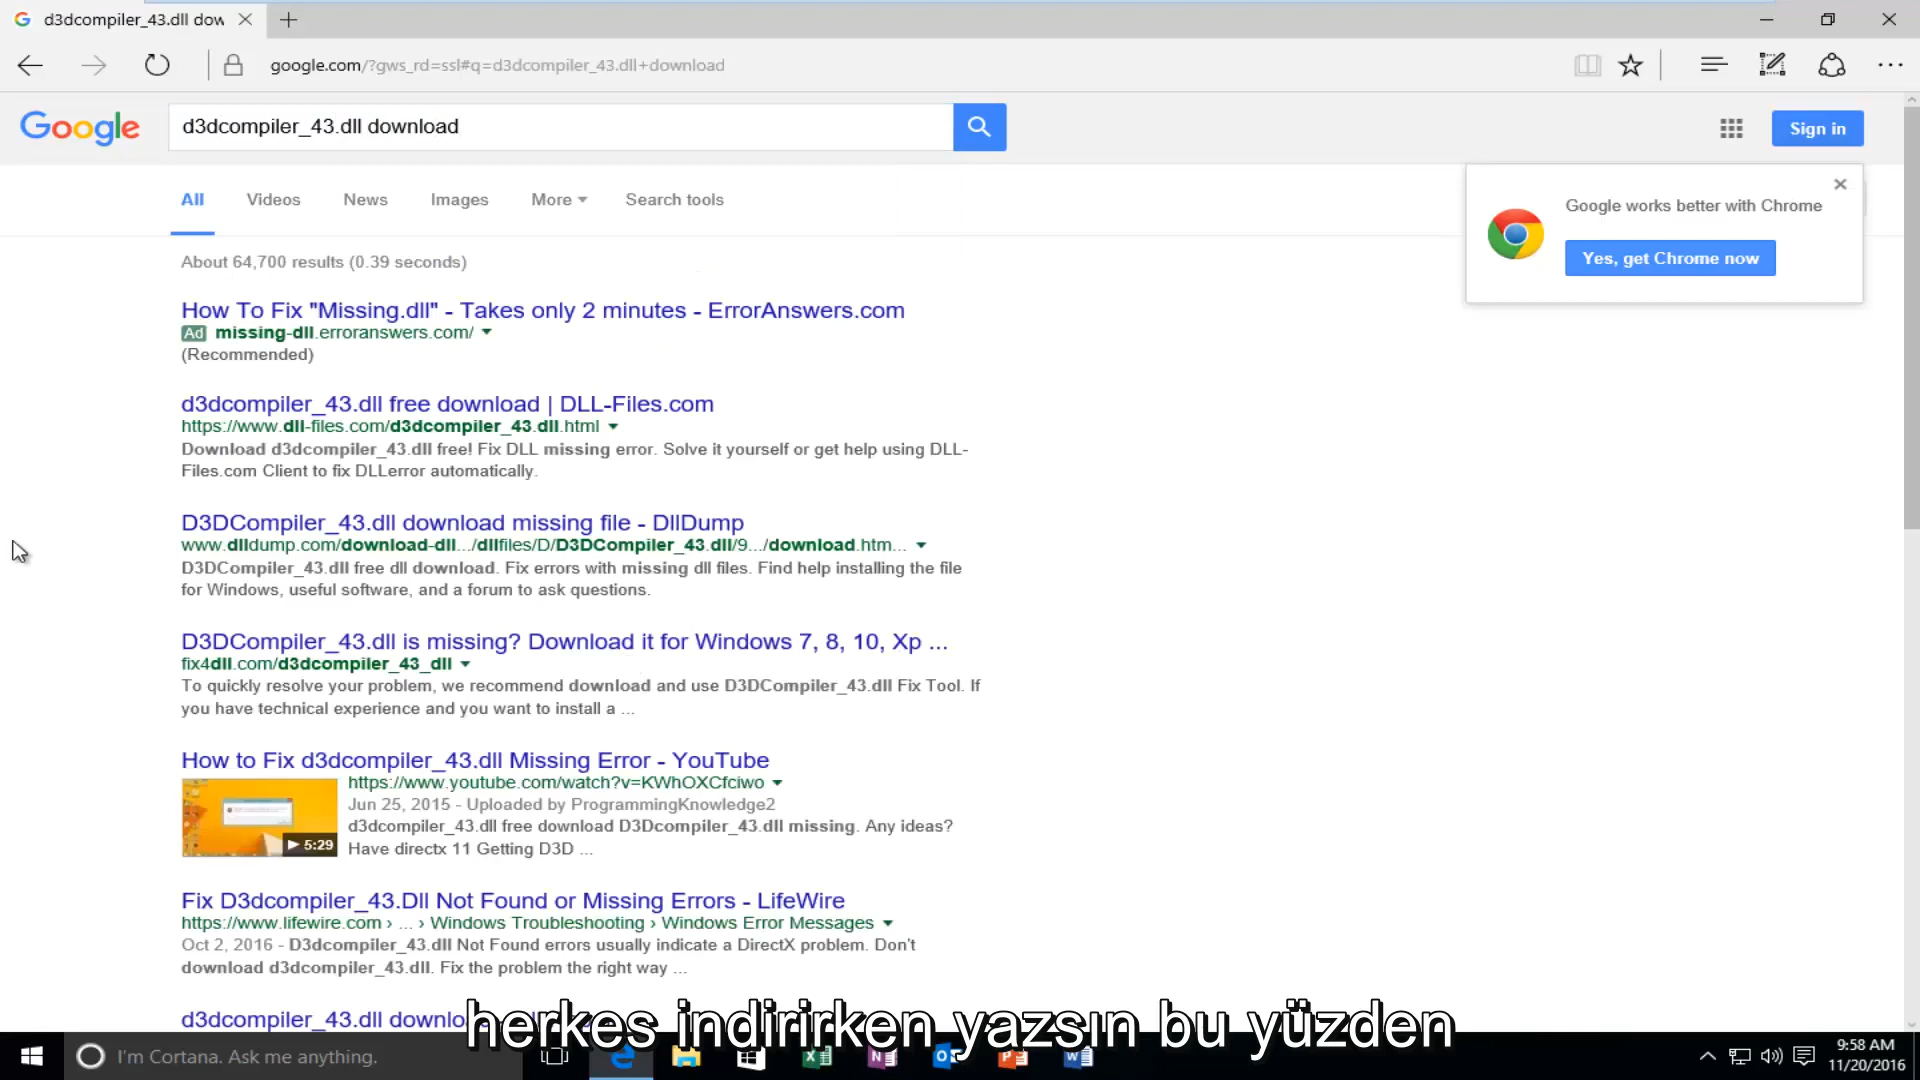 d3dcompiler_43.dll dow
google.com/?gws_rd=ssl#q=d3dcompiler_43.dll+download
Google
d3dcompiler_43.dll download
Sign in
All Videos News Images More Search tools
Google works better with Chrome
Yes, get Chrome now
About 64,700 results (0.39 seconds)
How To Fix "Missing.dll" - Takes only 2 minutes - ErrorAnswers.com
Ad missing-dll.erroranswers.com/
(Recommended)
d3dcompiler_43.dll free download | DLL-Files.com
https://www.dll-files.com/d3dcompiler_43.dll.html
Download d3dcompiler_43.dll free! Fix DLL missing error. Solve it yourself or get help using DLL-
Files.com Client to fix DLLerror automatically.
D3DCompiler_43.dll download missing file - DllDump
www.dlldump.com/download-dll.../dllfiles/D/D3DCompiler_43.dll/9.../download.htm...
D3DCompiler_43.dll free dll download. Fix errors with missing dll files. Find help installing the file
for Windows, useful software, and a forum to ask questions.
D3DCompiler_43.dll is missing? Download it for Windows 7, 8, 10, Xp ...
fix4dll.com/d3dcompiler_43_dll
To quickly resolve your problem, we recommend download and use D3DCompiler_43.dll Fix Tool. If
you have technical experience and you want to install a ...
How to Fix d3dcompiler_43.dll Missing Error - YouTube
https://www.youtube.com/watch?v=KWhOXCfciwo
Jun 25, 2015 - Uploaded by ProgrammingKnowledge2
d3dcompiler_43.dll free download D3Dcompiler_43.dll missing. Any ideas?
5:29
Have directx 11 Getting D3D ...
Fix D3dcompiler_43.Dll Not Found or Missing Errors - LifeWire
https://www.lifewire.com › ... › Windows Troubleshooting › Windows Error Messages
Oct 2, 2016 - D3dcompiler_43.dll Not Found errors usually indicate a DirectX problem. Don't
download d3dcompiler_43.dll. Fix the problem the right way ...
d3dcompiler_43.dll downlo
herkes indirirken yazsın bu yüzden
I'm Cortana. Ask me anything.
9:58 AM
11/20/2016